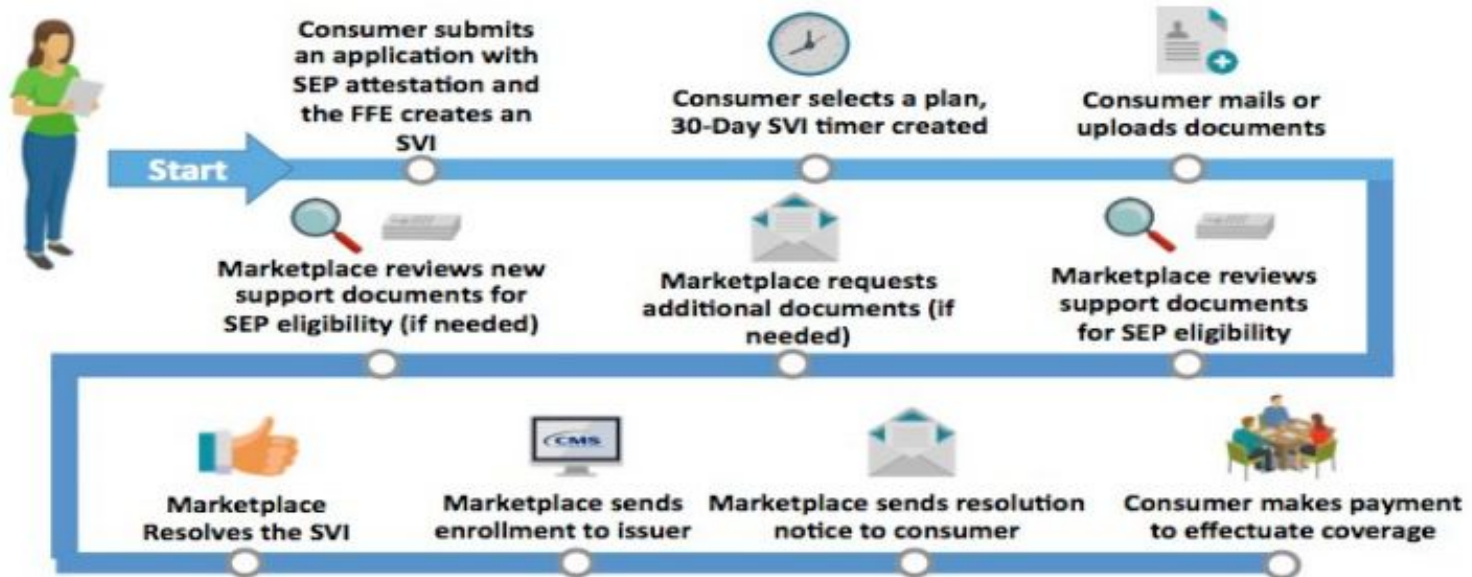 Consumer submits
an application with
SEP attestation and
the FFE creates an
SVI
Consumer selects a plan,
30-Day SVI timer created
Consumer mails or
uploads documents
Start
Marketplace reviews
support documents
for SEP eligibility
Marketplace requests
additional documents (if
needed)
Marketplace reviews new
support documents for
SEP eligibility (if needed)
Marketplace
Resolves the SVI
CMS
Marketplace sends
enrollment to issuer
Marketplace sends resolution
notice to consumer
Consumer makes payment
to effectuate coverage